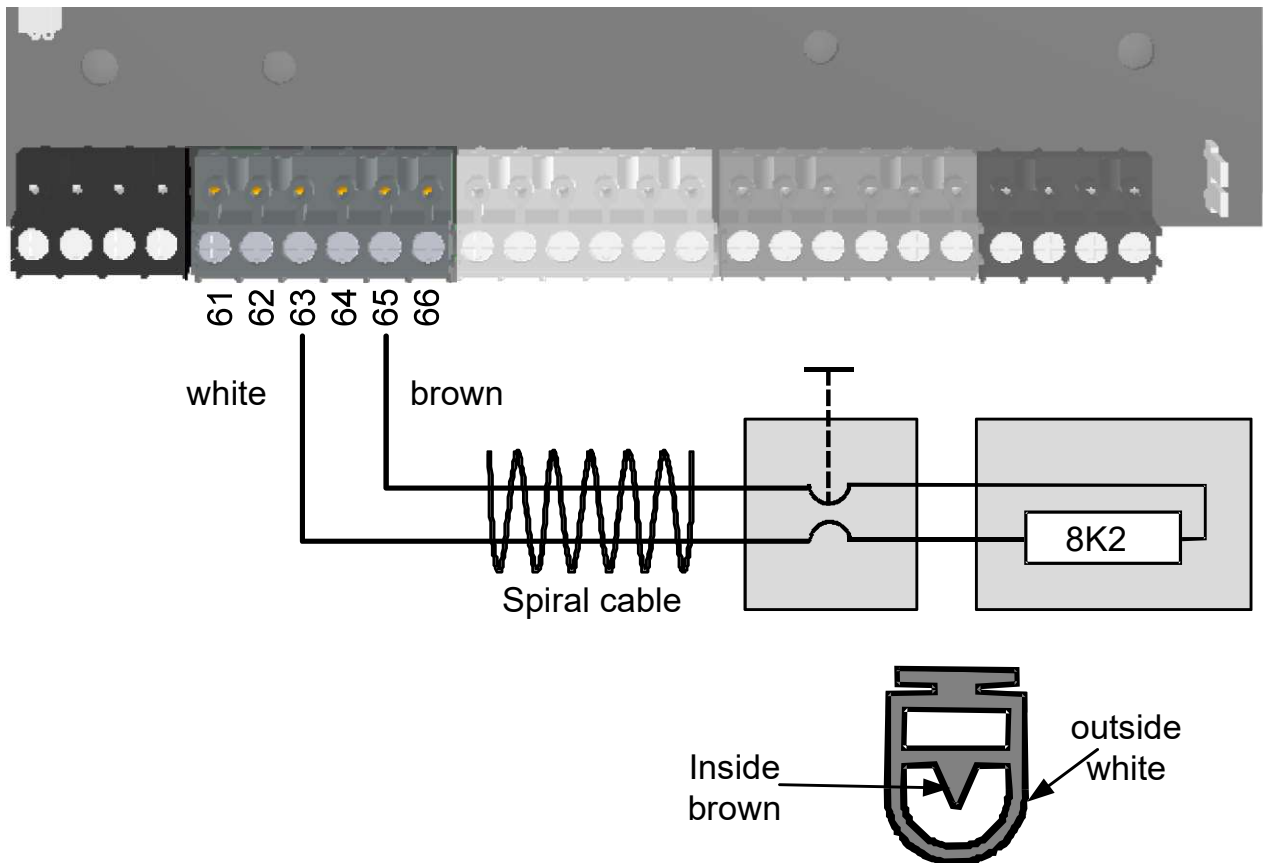 61 62 63 64 65 66
white brown
8K2
Spiral cable
Inside
brown
outside
white